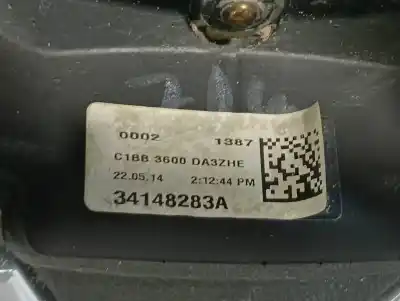 0002 1387
C1BB 3600 DA3ZHE
22.05.14 2:12:44 PM
34148283A